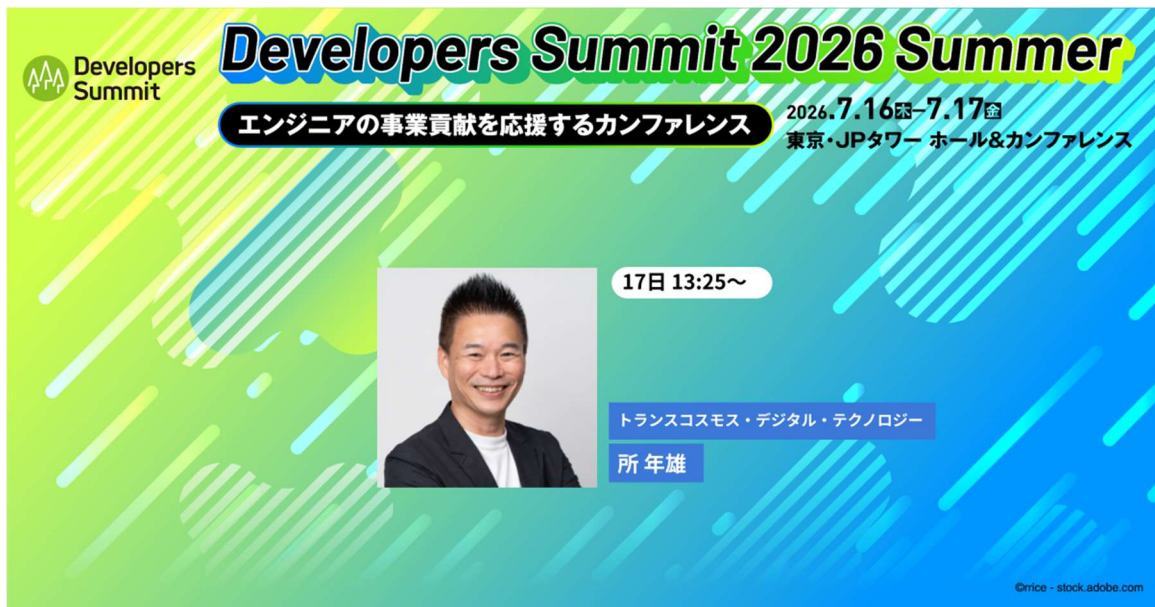 Developers
Summit
Developers Summit 2026 Summer
エンジニアの事業貢献を応援するカンファレンス
2026.7.16木–7.17金
東京・JPタワー ホール&カンファレンス
17日 13:25〜
トランスコスモス・デジタル・テクノロジー
所 年雄
©rrice - stock.adobe.com